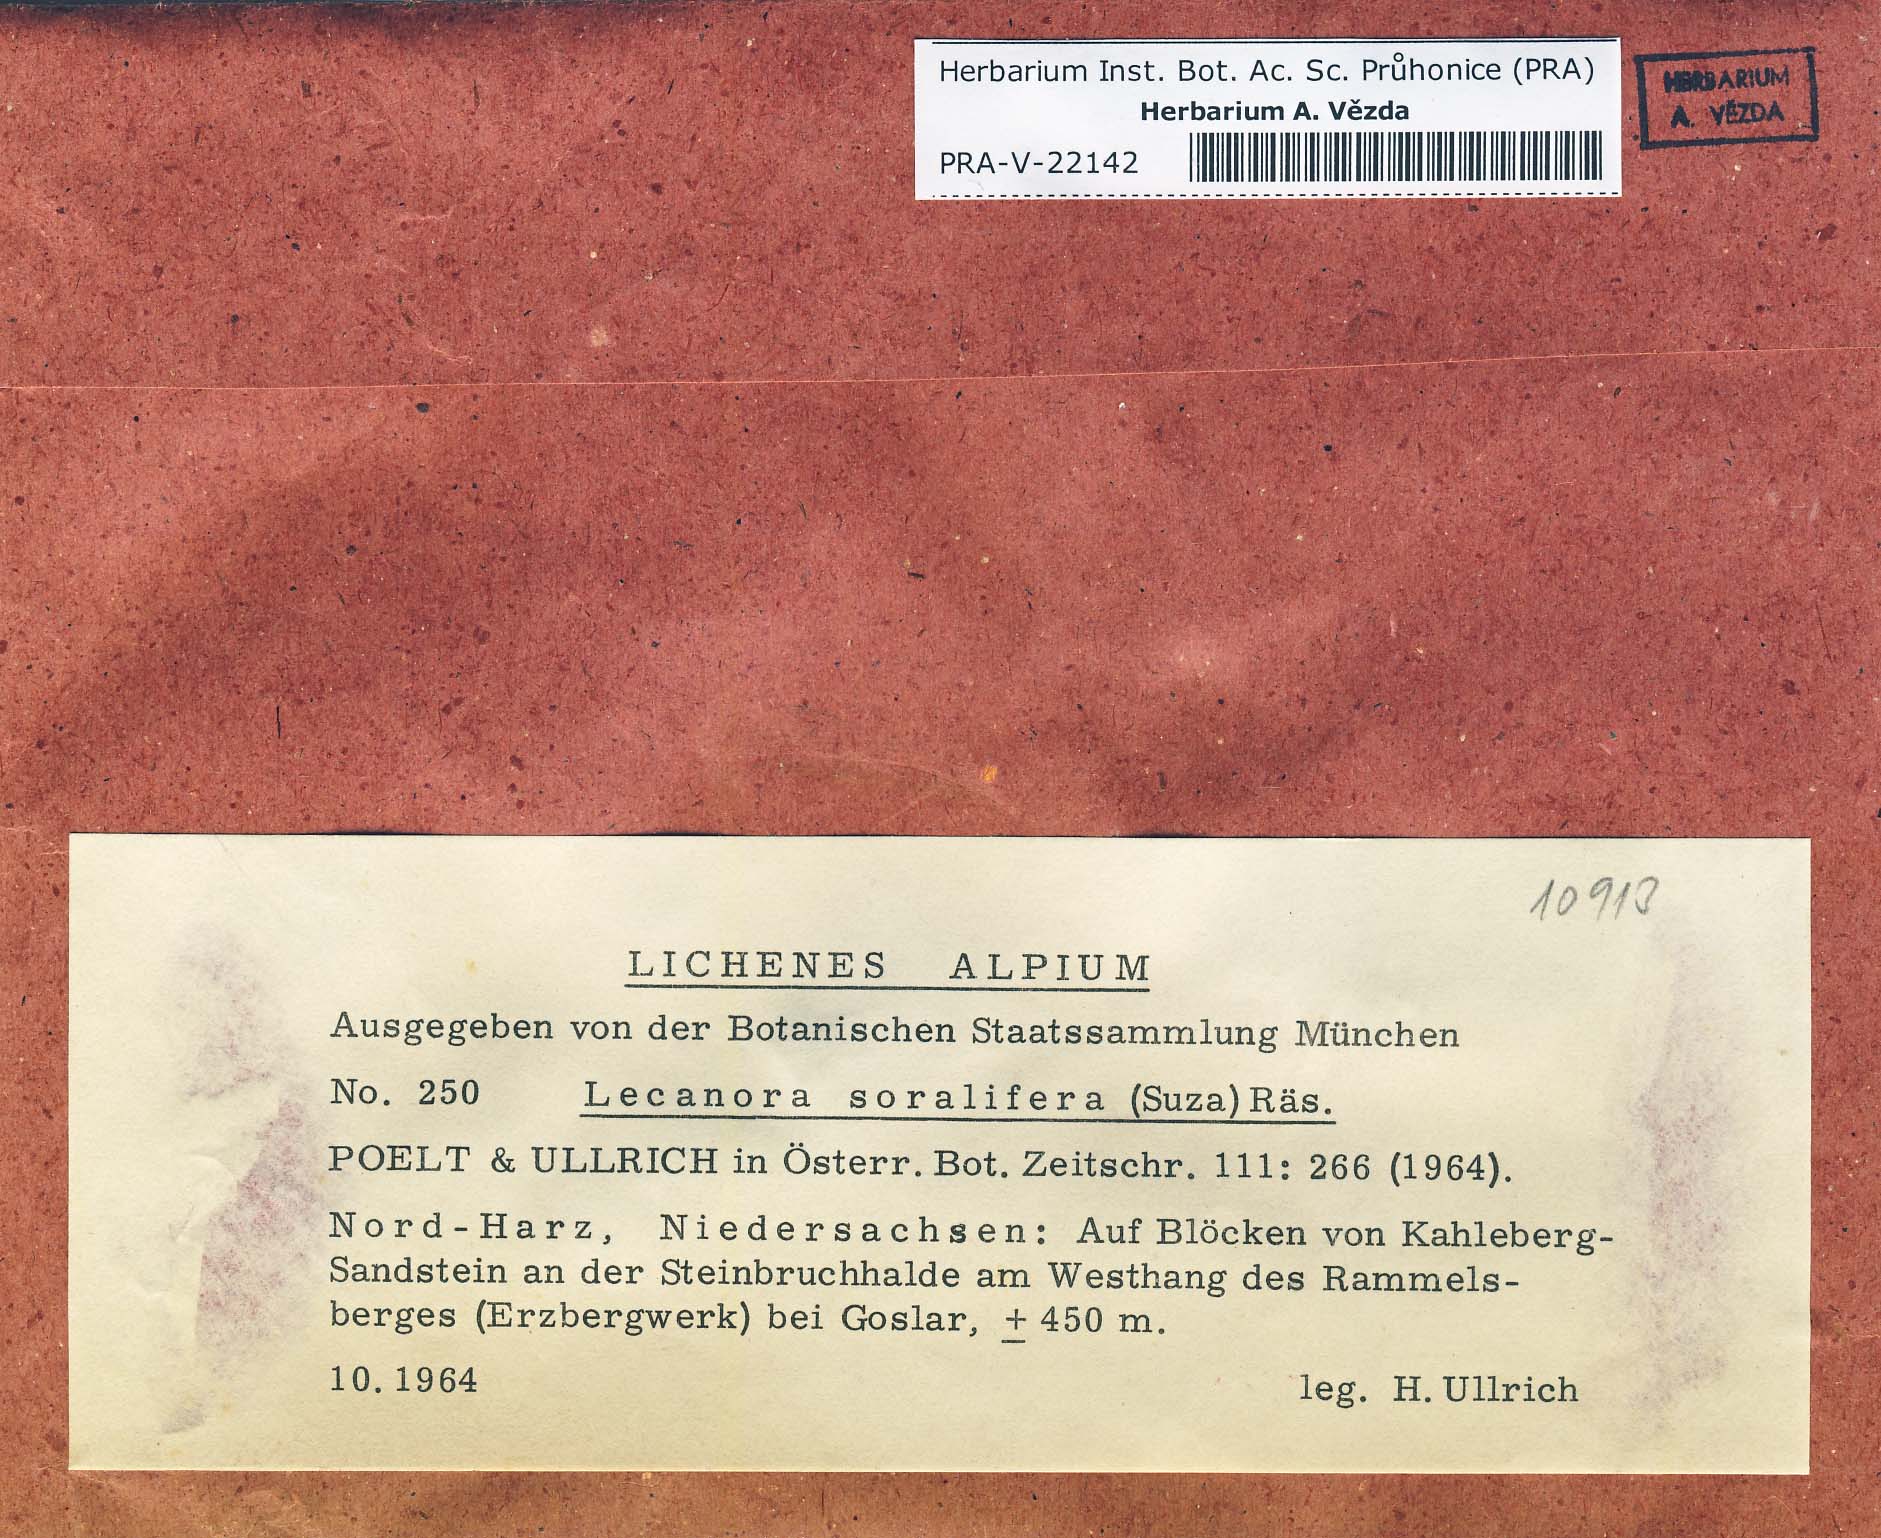 Herbarium Inst. Bot. Ac. Sc. Průhonice (PRA)
Herbarium A. Vězda
PRA-V-22142
HERBARIUM
A. VĚZDA
10913
LICHENES ALPIUM
Ausgegeben von der Botanischen Staatssammlung München
No. 250 Lecanora soralifera (Suza) Räs.
POELT & ULLRICH in Österr. Bot. Zeitschr. 111: 266 (1964).
Nord-Harz, Niedersachsen: Auf Blöcken von Kahleberg-
Sandstein an der Steinbruchhalde am Westhang des Rammels-
berges (Erzbergwerk) bei Goslar, ± 450 m.
10. 1964 leg. H. Ullrich